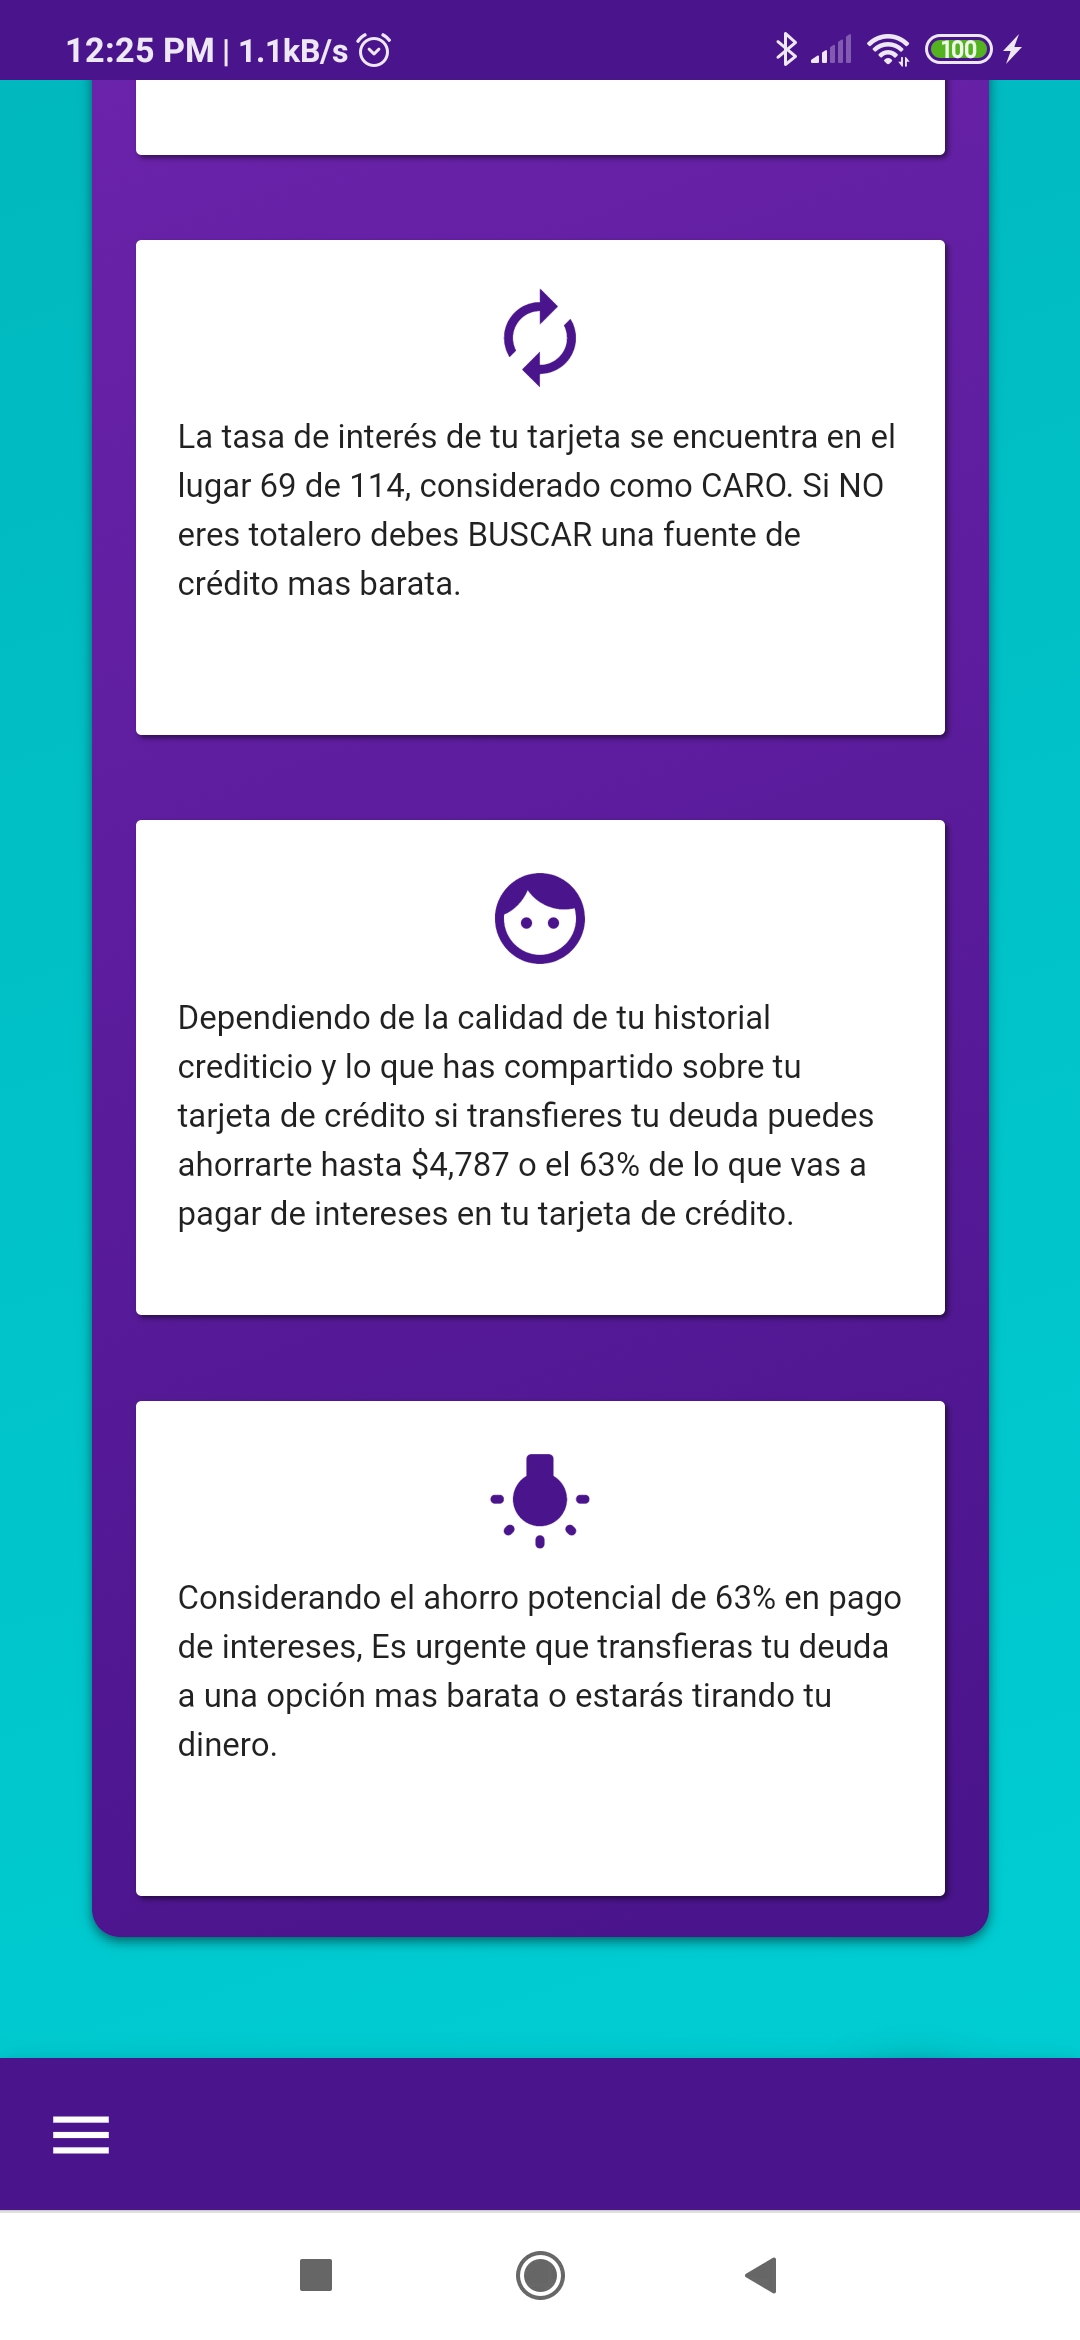 12:25 PM | 1.1kB/s
100
La tasa de interés de tu tarjeta se encuentra en el
lugar 69 de 114, considerado como CARO. Si NO
eres totalero debes BUSCAR una fuente de
crédito mas barata.
Dependiendo de la calidad de tu historial
crediticio y lo que has compartido sobre tu
tarjeta de crédito si transfieres tu deuda puedes
ahorrarte hasta $4,787 o el 63% de lo que vas a
pagar de intereses en tu tarjeta de crédito.
Considerando el ahorro potencial de 63% en pago
de intereses, Es urgente que transfieras tu deuda
a una opción mas barata o estarás tirando tu
dinero.